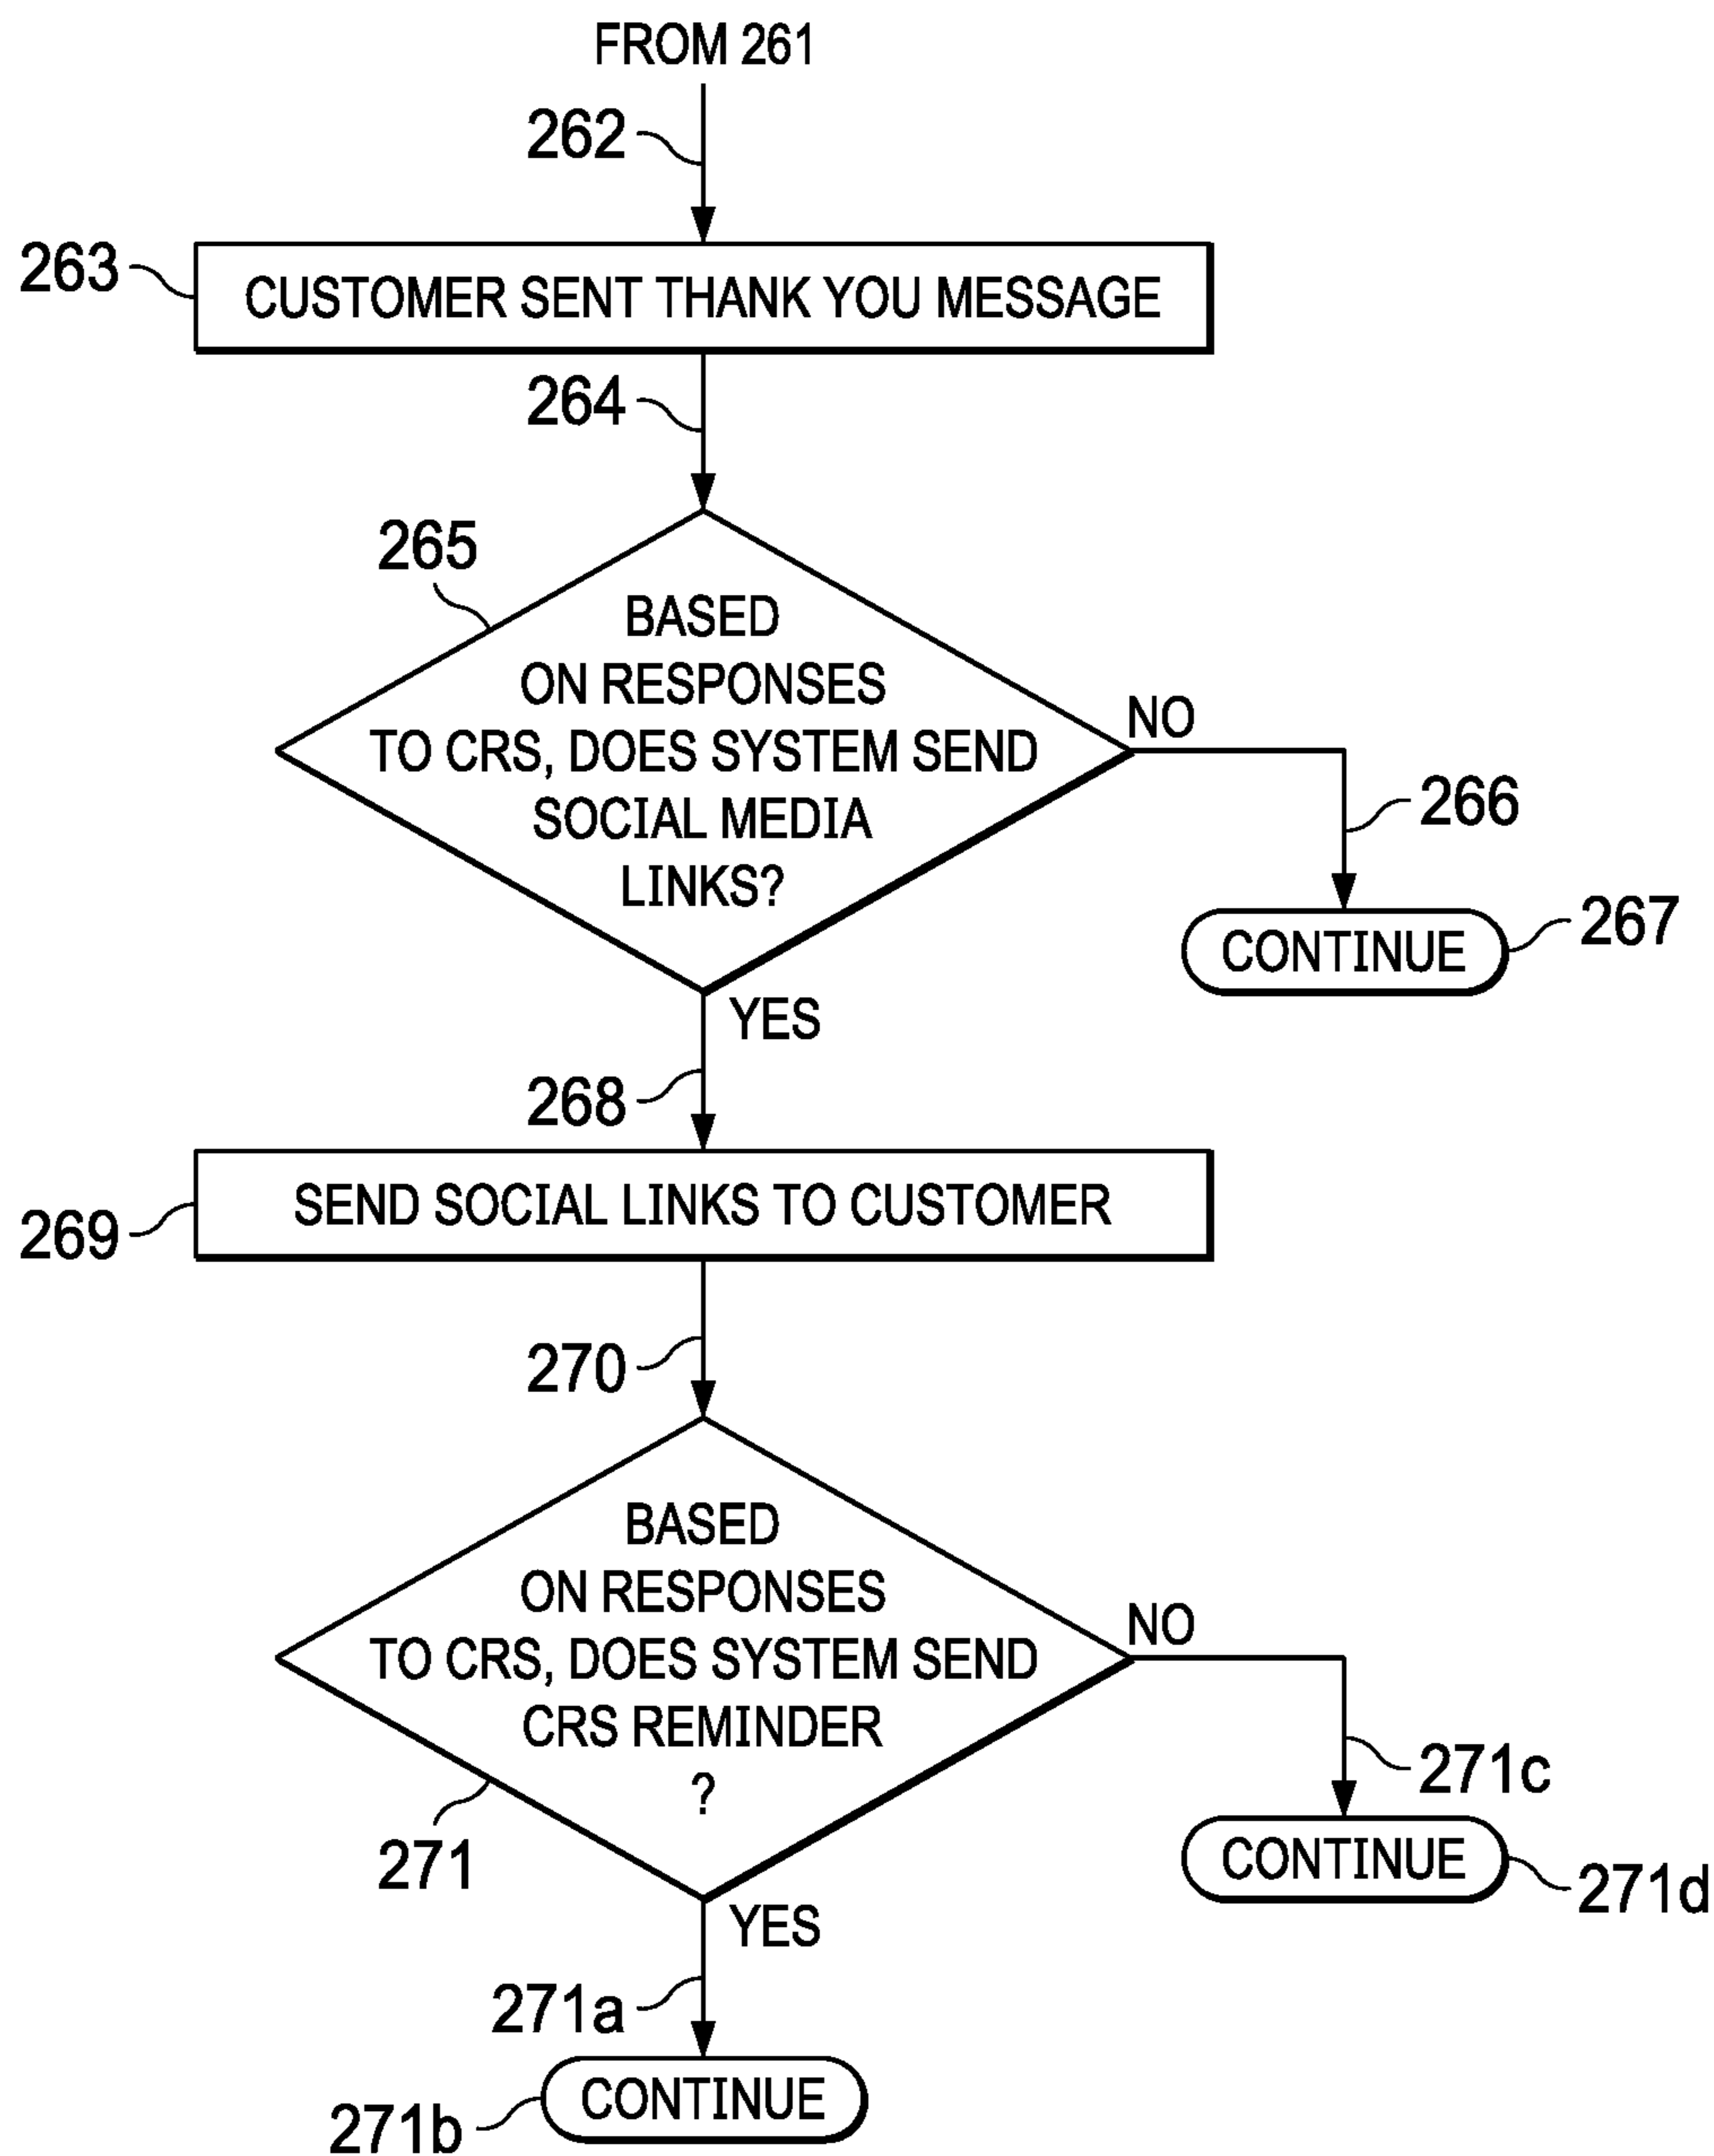 FROM 261
262
263
CUSTOMER SENT THANK YOU MESSAGE
264
265
BASED
ON RESPONSES
TO CRS, DOES SYSTEM SEND
SOCIAL MEDIA
LINKS?
NO
266
CONTINUE
267
YES
268
SEND SOCIAL LINKS TO CUSTOMER
269
270
BASED
ON RESPONSES
TO CRS, DOES SYSTEM SEND
CRS REMINDER
?
NO
271
271c
CONTINUE
271d
YES
271a
CONTINUE
271b